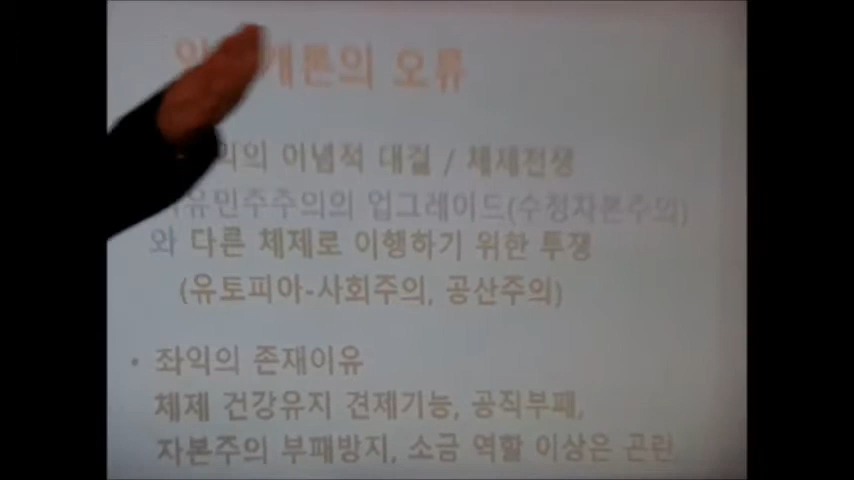 개론의 오류
의 이념적 대결 / 체제전쟁
유민주주의의 업그레이드(수정자본주의)
와 다른 체제로 이행하기 위한 투쟁
(유토피아-사회주의, 공산주의)
• 좌익의 존재이유
체제 건강유지 견제기능, 공직부패,
자본주의 부패방지, 소금 역할 이상은 곤란